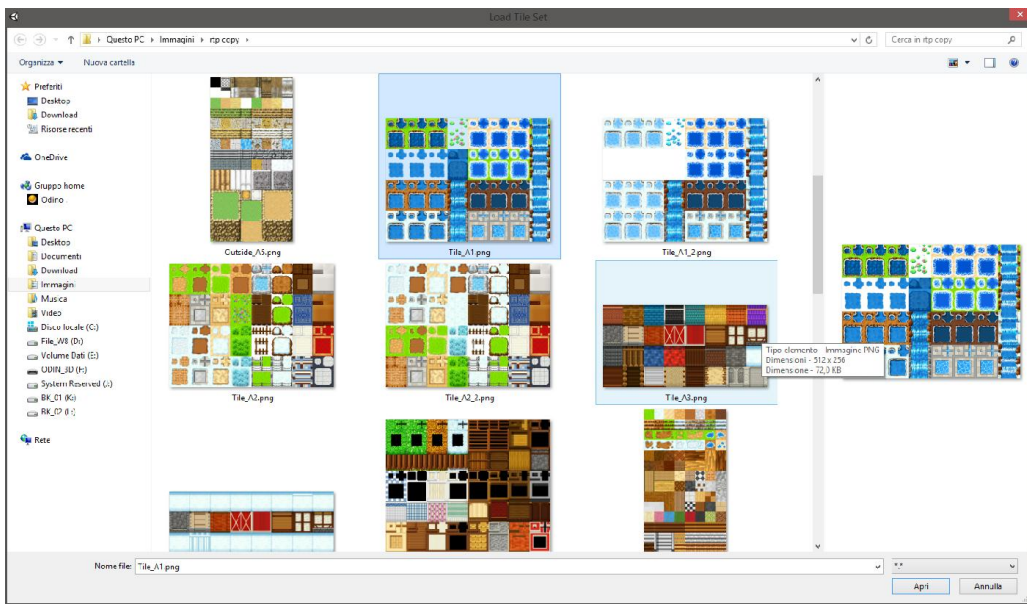 Load Tile Set
Questo PC
Immagini
rtp copy
Cerca in rtp copy
Organizza
Nuova cartella
Preferiti
Desktop
Download
Risorse recenti
OneDrive
Gruppo home
Odino
Questo PC
Desktop
Documenti
Download
Immagini
Musica
Video
Disco locale (C:)
File_W8 (D:)
Volume Dati (E:)
System Reserved
BK_01 (K:)
BK_02 (L:)
Rete
Outside_A5.png
Tile_A1.png
Tile_A1_2.png
Tile_A2.png
Tile_A2_2.png
Tile_A3.png
Tipo elemento - Immagine PNG
Dimensioni - 512 x 256
Dimensione - 72,0 KB
Nome file:
Tile_A1.png
*.*
Apri
Annulla